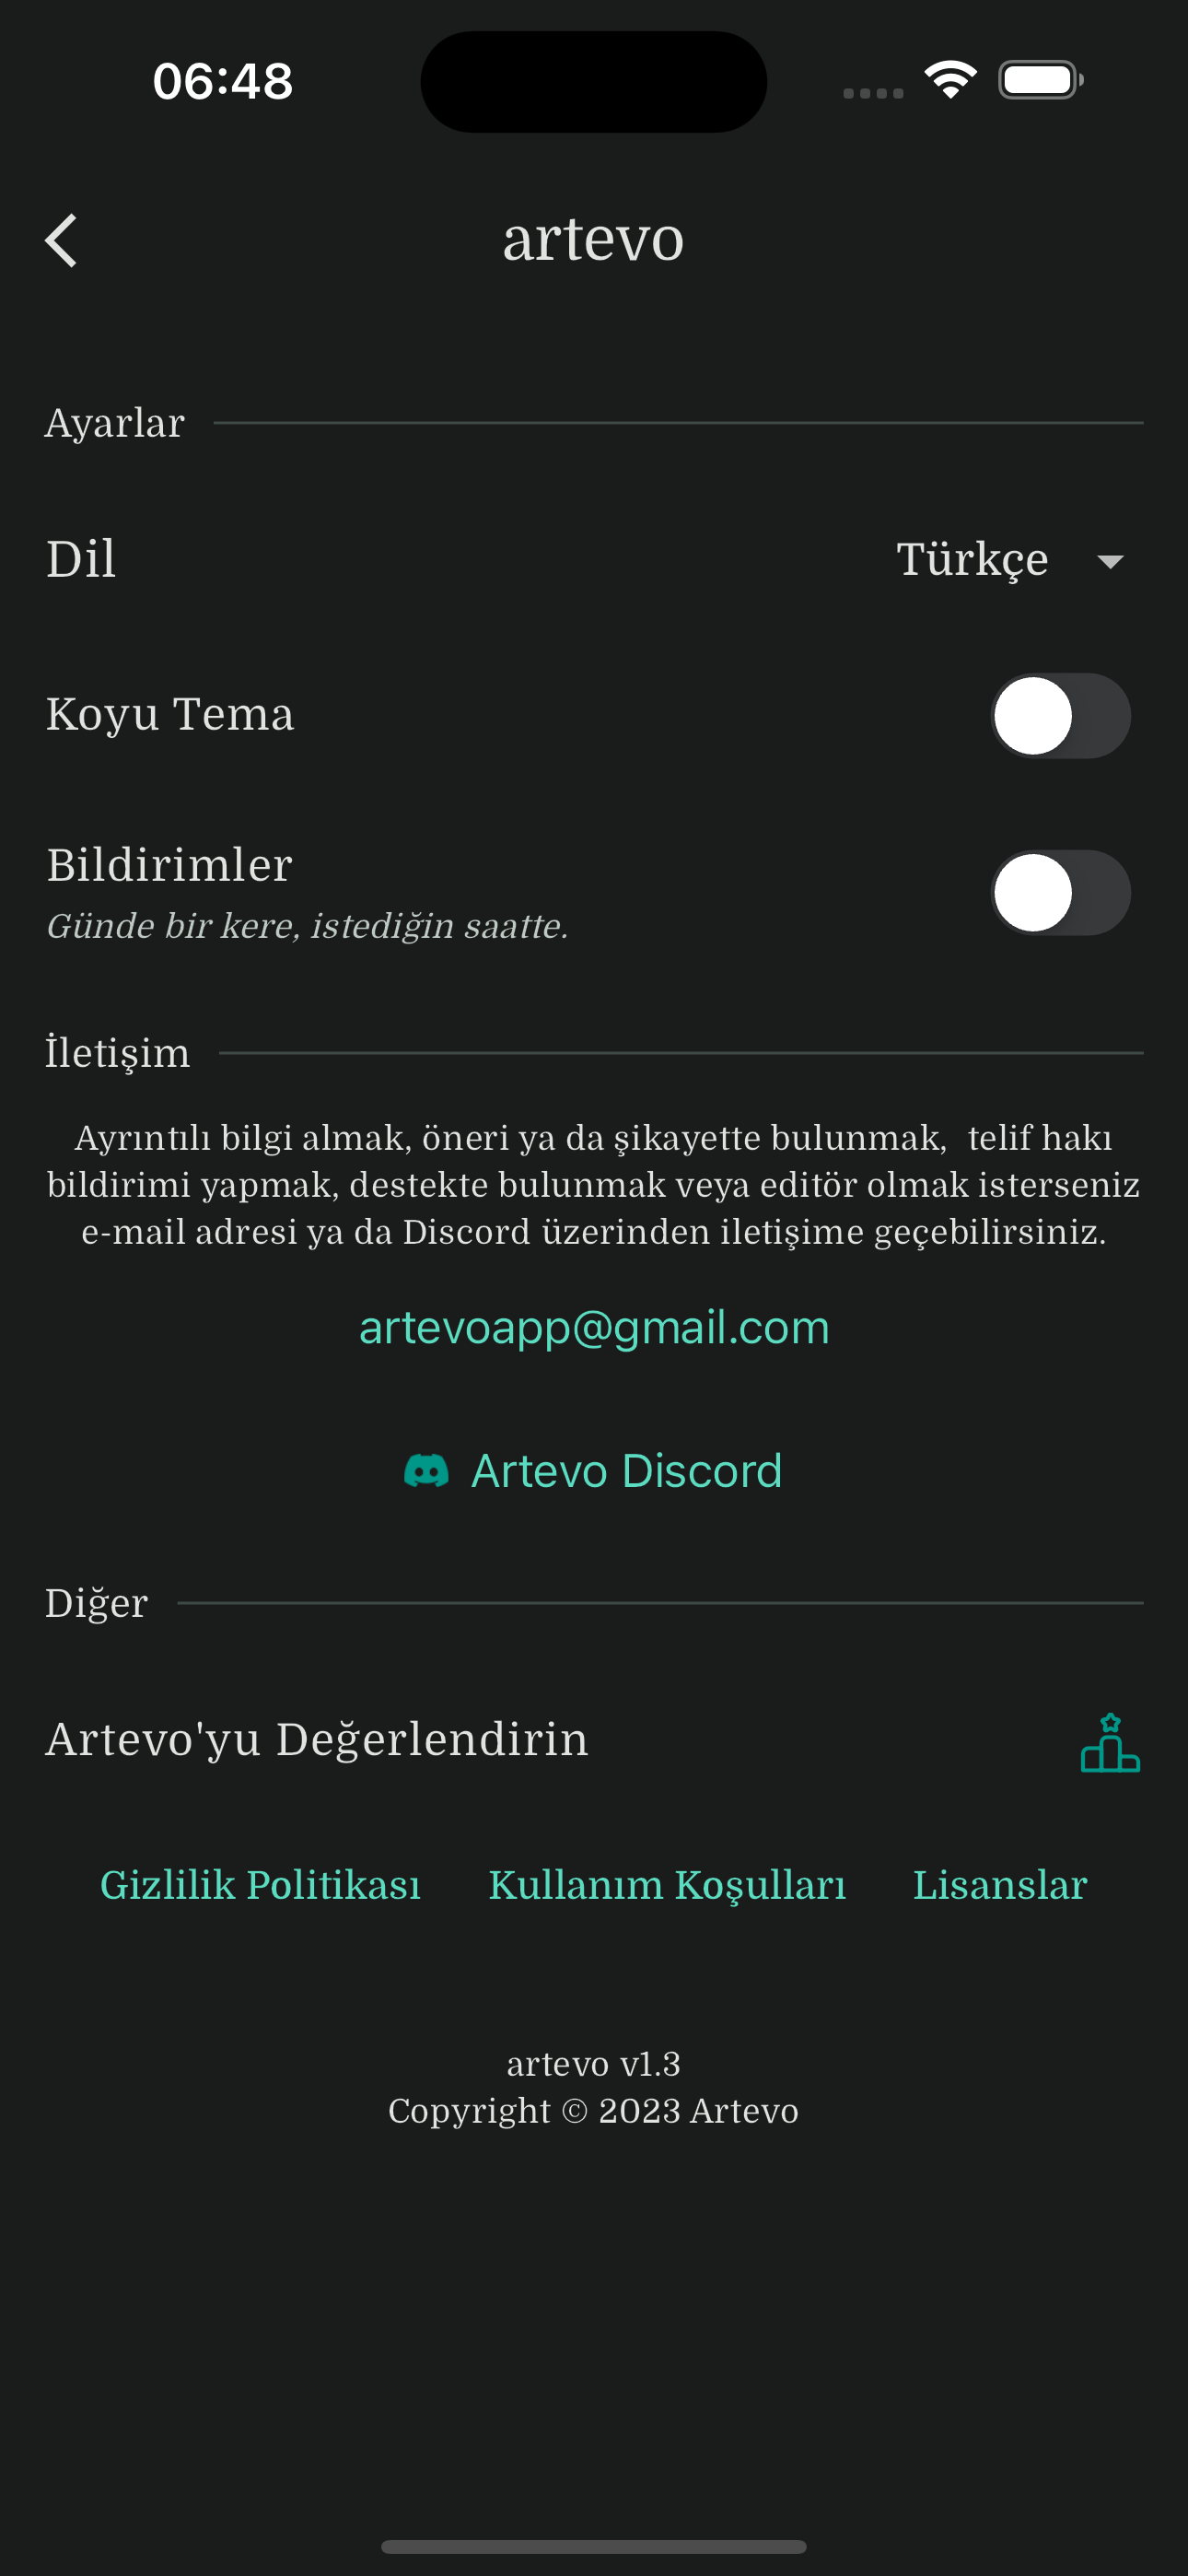 06:48
artevo
Ayarlar
Dil
Türkçe
Koyu Tema
Bildirimler
Günde bir kere, istediğin saatte.
İletişim
Ayrıntılı bilgi almak, öneri ya da şikayette bulunmak,  telif hakı
bildirimi yapmak, destekte bulunmak veya editör olmak isterseniz
e-mail adresi ya da Discord üzerinden iletişime geçebilirsiniz.
artevoapp@gmail.com
Artevo Discord
Diğer
Artevo'yu Değerlendirin
Gizlilik Politikası Kullanım Koşulları Lisanslar
artevo v1.3
Copyright © 2023 Artevo